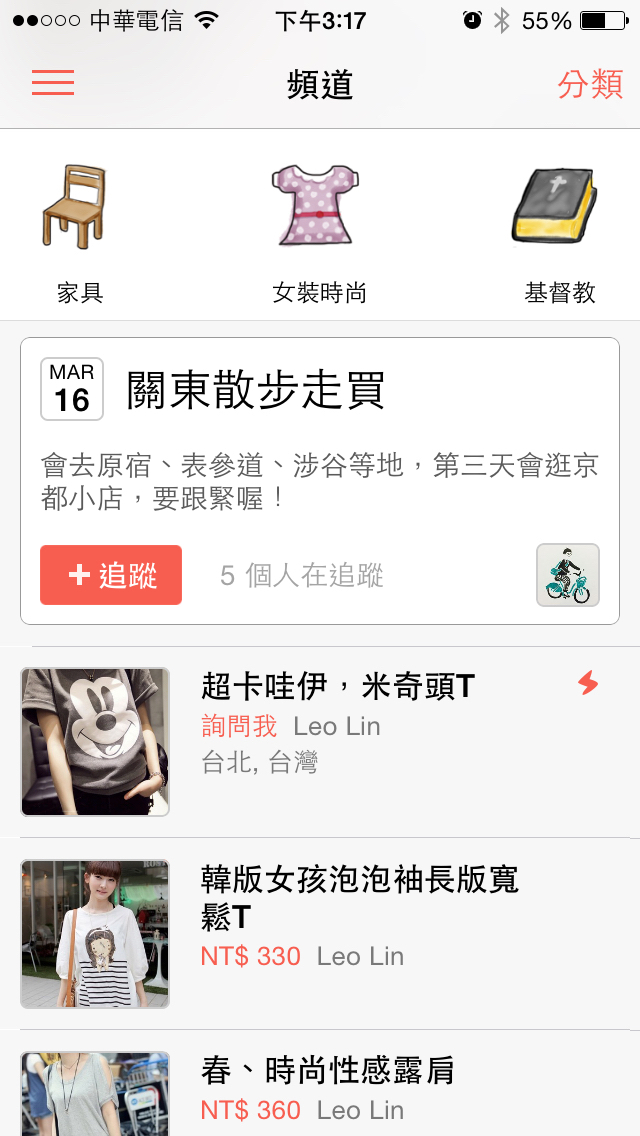 中華電信 下午3:17 55%
頻道 分類
家具 女裝時尚 基督教
MAR
16 關東散步走買
會去原宿、表參道、涉谷等地，第三天會逛京
都小店，要跟緊喔！
+ 追蹤 5 個人在追蹤
超卡哇伊，米奇頭T
詢問我 Leo Lin
台北, 台灣
韓版女孩泡泡袖長版寬
鬆T
NT$ 330 Leo Lin
春、時尚性感露肩
NT$ 360 Leo Lin